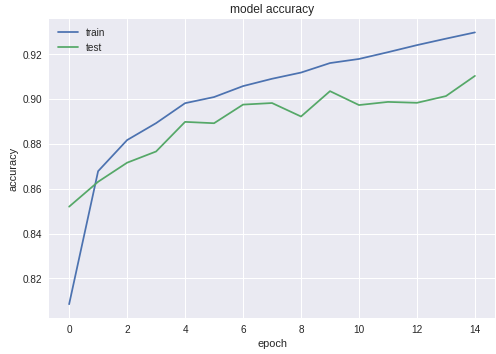 model accuracy
train
test
accuracy
0.92
0.90
0.88
0.86
0.84
0.82
0 2 4 6 8 10 12 14
epoch